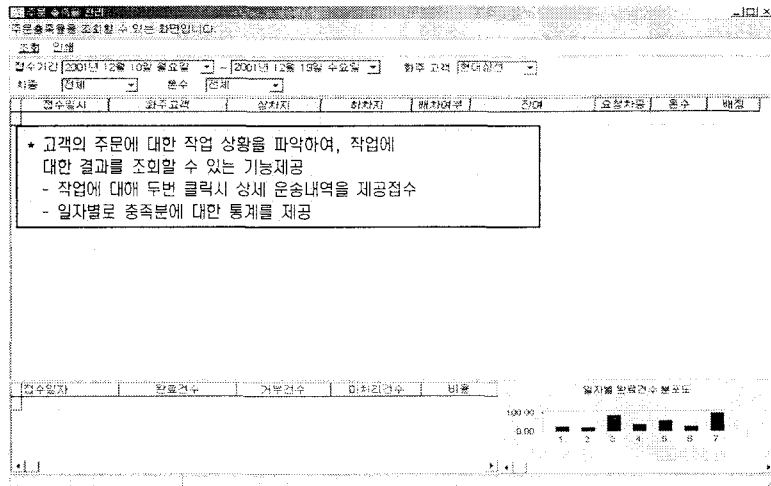 주문 충족율 관리
주문충족율을 조회할 수 있는 화면입니다.
조회 인쇄
접수기간 2001년 12월 10일 월요일 ~ 2001년 12월 19일 수요일 화주 고객 현대상선
차종 전체 톤수 전체
접수일시 화주고객 상차지 하차지 배차여부 잔여 요청차종 톤수 배정
* 고객의 주문에 대한 작업 상황을 파악하여, 작업에
대한 결과를 조회할 수 있는 기능제공
- 작업에 대해 두번 클릭시 상세 운송내역을 제공접수
- 일자별로 충족분에 대한 통계를 제공
접수일자 완료건수 거부건수 미처리건수 비율
일자별 완료건수 분포도
100.00
0.00
1 2 3 4 5 6 7